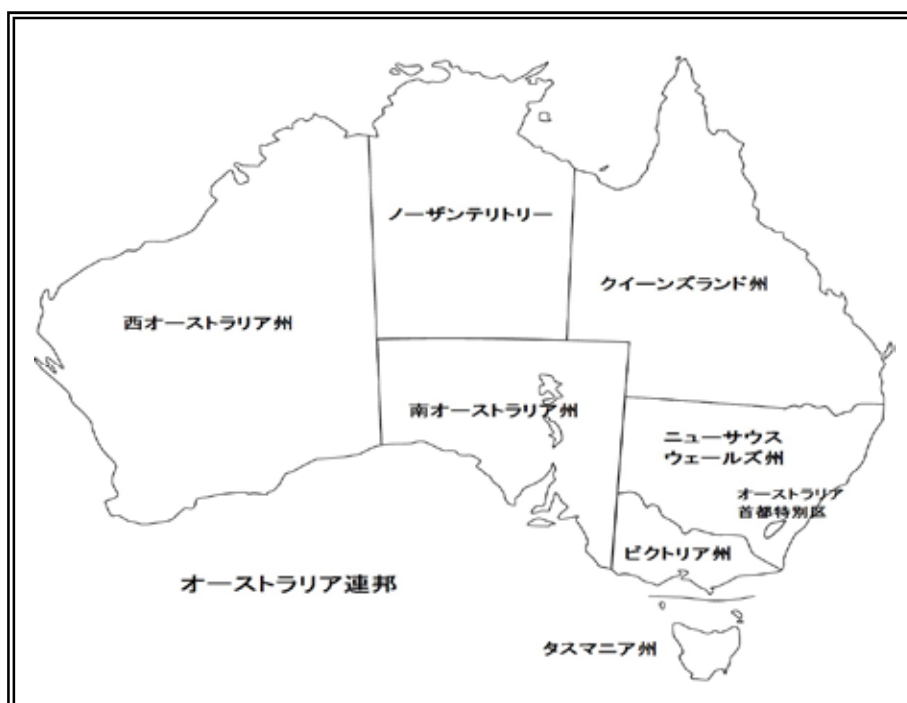 ノーザンテリトリー
クイーンズランド州
西オーストラリア州
南オーストラリア州
ニューサウス
ウェールズ州
オーストラリア
首都特別区
ビクトリア州
オーストラリア連邦
タスマニア州